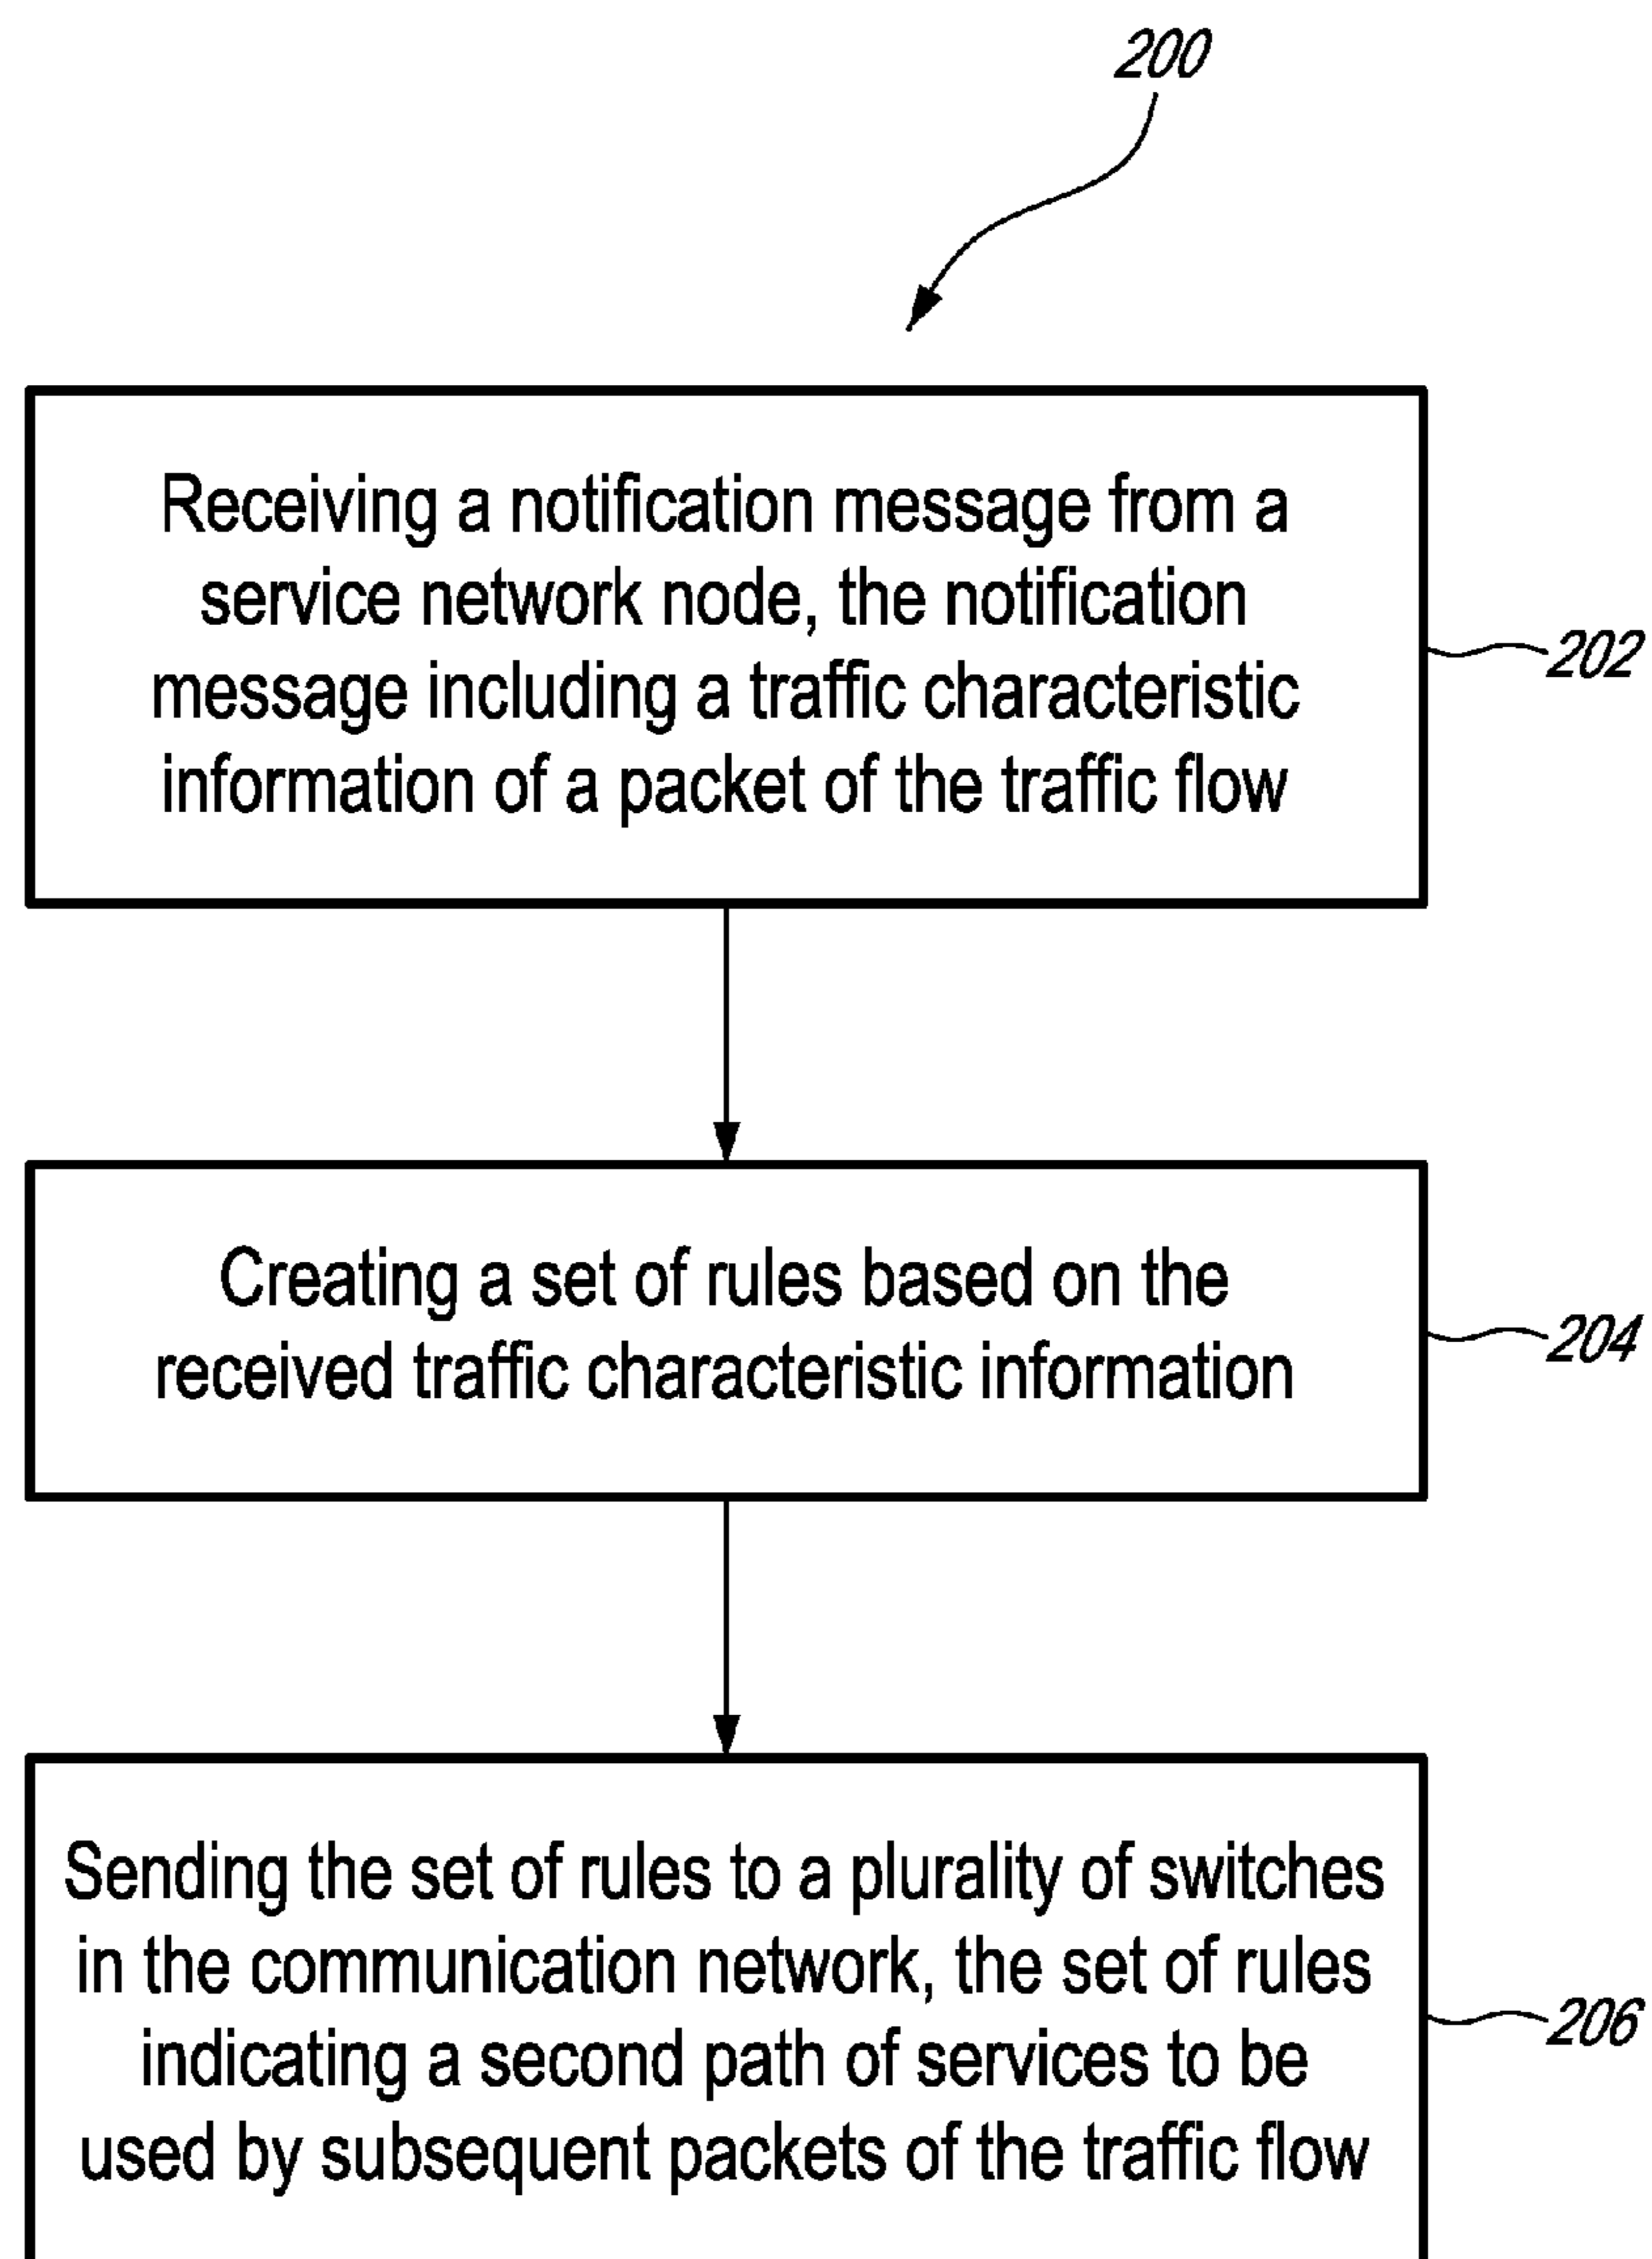 200
Receiving a notification message from a
service network node, the notification
message including a traffic characteristic
information of a packet of the traffic flow
202
Creating a set of rules based on the
received traffic characteristic information
204
Sending the set of rules to a plurality of switches
in the communication network, the set of rules
indicating a second path of services to be
used by subsequent packets of the traffic flow
206